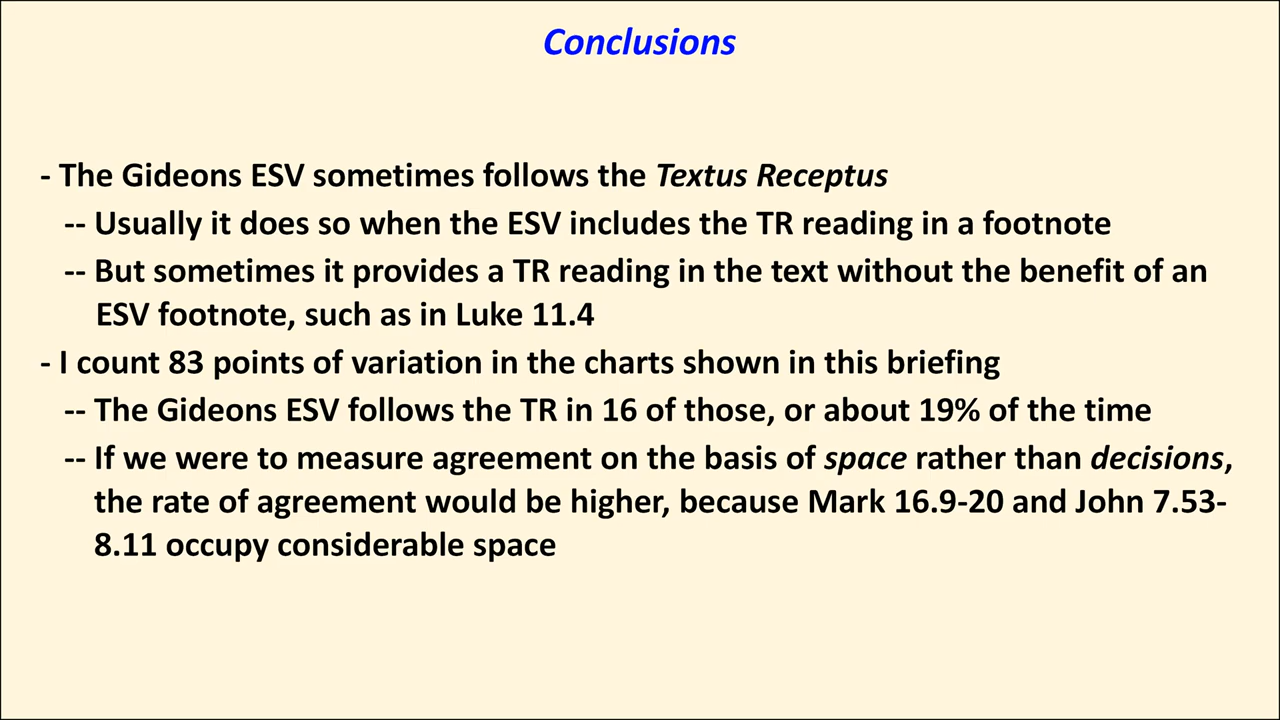 Conclusions
- The Gideons ESV sometimes follows the Textus Receptus
-- Usually it does so when the ESV includes the TR reading in a footnote
-- But sometimes it provides a TR reading in the text without the benefit of an
ESV footnote, such as in Luke 11.4
- I count 83 points of variation in the charts shown in this briefing
-- The Gideons ESV follows the TR in 16 of those, or about 19% of the time
-- If we were to measure agreement on the basis of space rather than decisions,
the rate of agreement would be higher, because Mark 16.9-20 and John 7.53-
8.11 occupy considerable space